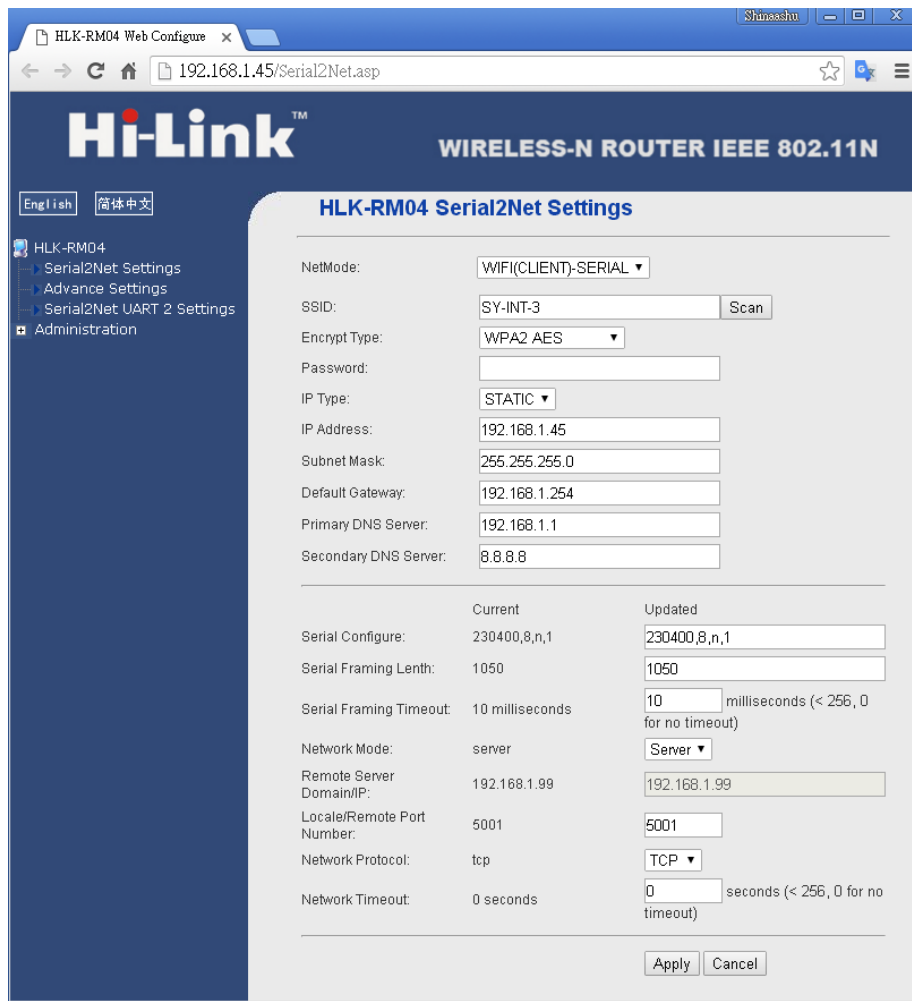 Shinaashu
HLK-RM04 Web Configure
192.168.1.45/Serial2Net.asp
Hi-Link™
WIRELESS-N ROUTER IEEE 802.11N
English 简体中文
HLK-RM04 Serial2Net Settings
HLK-RM04
Serial2Net Settings
Advance Settings
Serial2Net UART 2 Settings
Administration
NetMode: WIFI(CLIENT)-SERIAL
SSID: SY-INT-3 Scan
Encrypt Type: WPA2 AES
Password:
IP Type: STATIC
IP Address: 192.168.1.45
Subnet Mask: 255.255.255.0
Default Gateway: 192.168.1.254
Primary DNS Server: 192.168.1.1
Secondary DNS Server: 8.8.8.8
Current Updated
Serial Configure: 230400,8,n,1 230400,8,n,1
Serial Framing Lenth: 1050 1050
Serial Framing Timeout: 10 milliseconds 10 milliseconds (< 256, 0
for no timeout)
Network Mode: server Server
Remote Server
Domain/IP: 192.168.1.99 192.168.1.99
Locale/Remote Port
Number: 5001 5001
Network Protocol: tcp TCP
Network Timeout: 0 seconds 0 seconds (< 256, 0 for no
timeout)
Apply Cancel